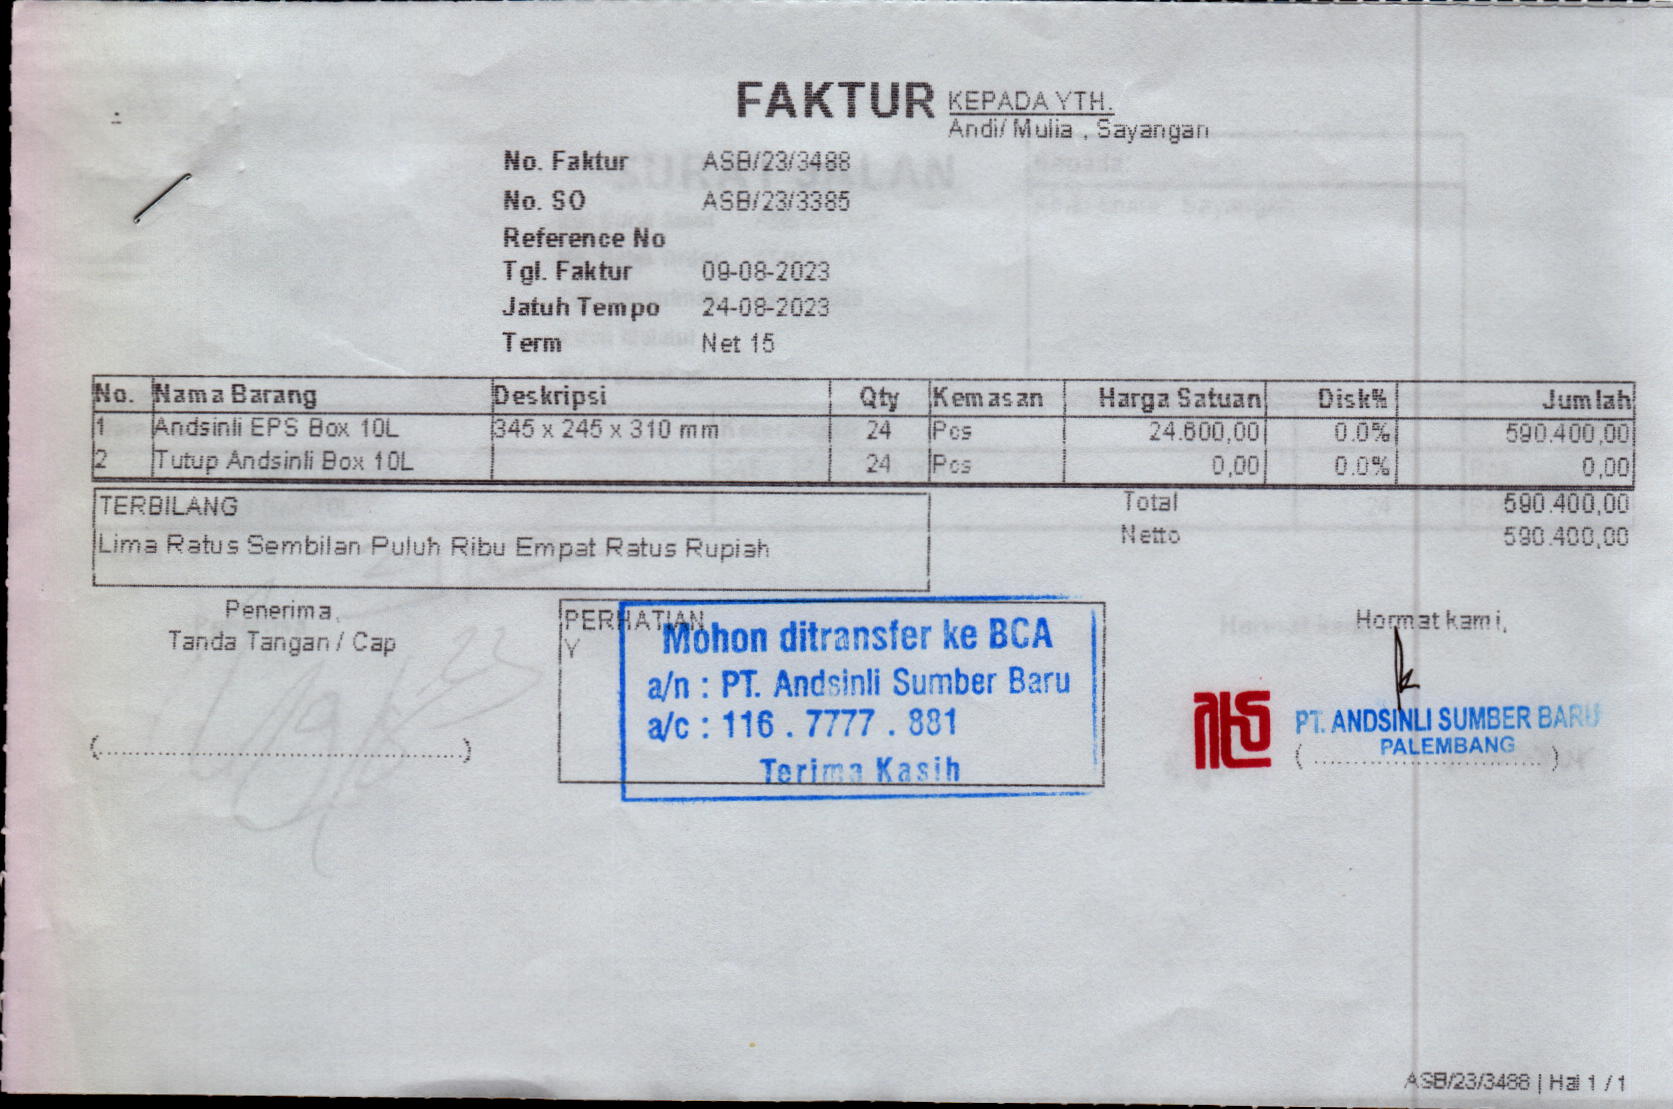 FAKTUR
KEPADA YTH.
Andi/ Mulia , Sayangan
No. Faktur ASB/23/3488
No. SO ASB/23/3385
Reference No
Tgl. Faktur 09-08-2023
Jatuh Tempo 24-08-2023
Term Net 15
No. Nama Barang Deskripsi Qty Kemasan Harga Satuan Disk% Jumlah
1 Andsinli EPS Box 10L 345 x 245 x 310 mm 24 Pcs 24.600,00 0.0% 590.400,00
2 Tutup Andsinli Box 10L 24 Pcs 0,00 0.0% 0,00
TERBILANG
Lima Ratus Sembilan Puluh Ribu Empat Ratus Rupiah
Total 590.400,00
Netto 590.400,00
Penerima,
Tanda Tangan / Cap
(..........................................)
PERHATIAN
Y
Mohon ditransfer ke BCA
a/n : PT. Andsinli Sumber Baru
a/c : 116 . 7777 . 881
Terima Kasih
Hormat kami,
PT. ANDSINLI SUMBER BARU
PALEMBANG
(..............................)
ASB/23/3488 | Hal 1 / 1